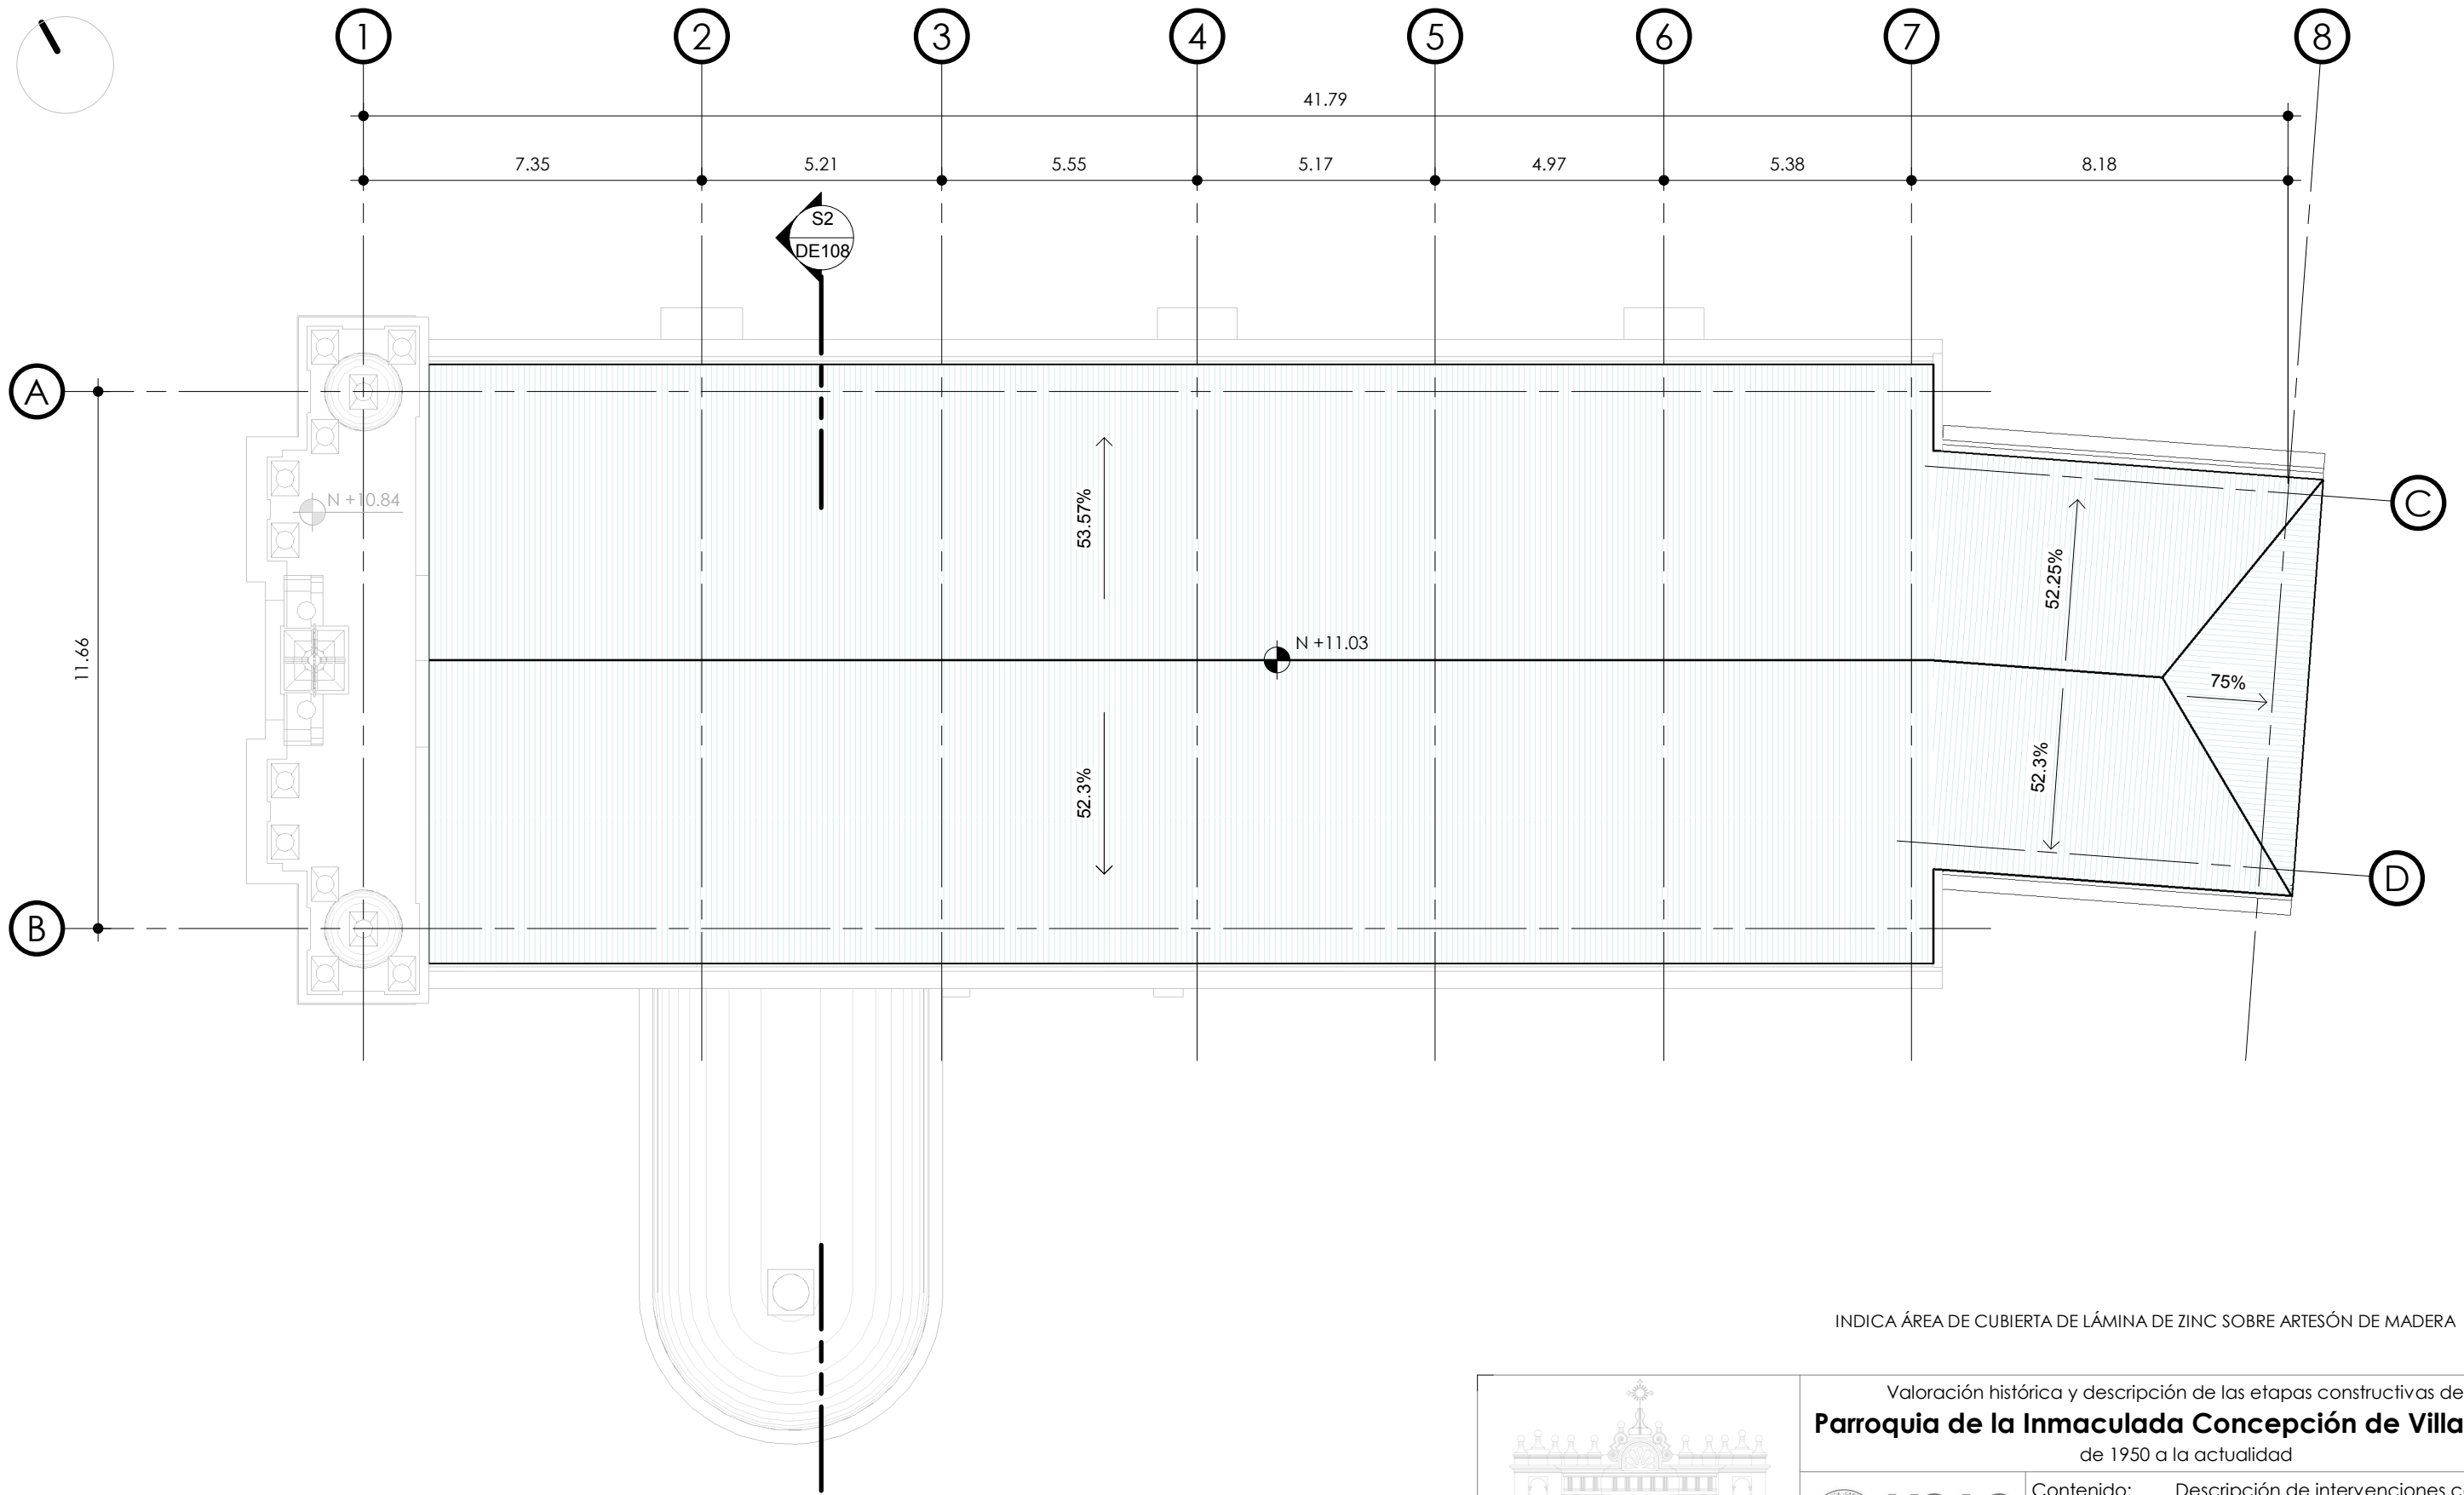 1 2 3 4 5 6 7 8
41.79
7.35 5.21 5.55 5.17 4.97 5.38 8.18
S2
DE108
A
C
N +10.84
53.57%
52.25%
11.66
N +11.03
75%
52.3%
52.3%
D
B
INDICA ÁREA DE CUBIERTA DE LÁMINA DE ZINC SOBRE ARTESÓN DE MADERA
Valoración histórica y descripción de las etapas constructivas de
Parroquia de la Inmaculada Concepción de Villa
de 1950 a la actualidad
Contenido: Descripción de intervenciones